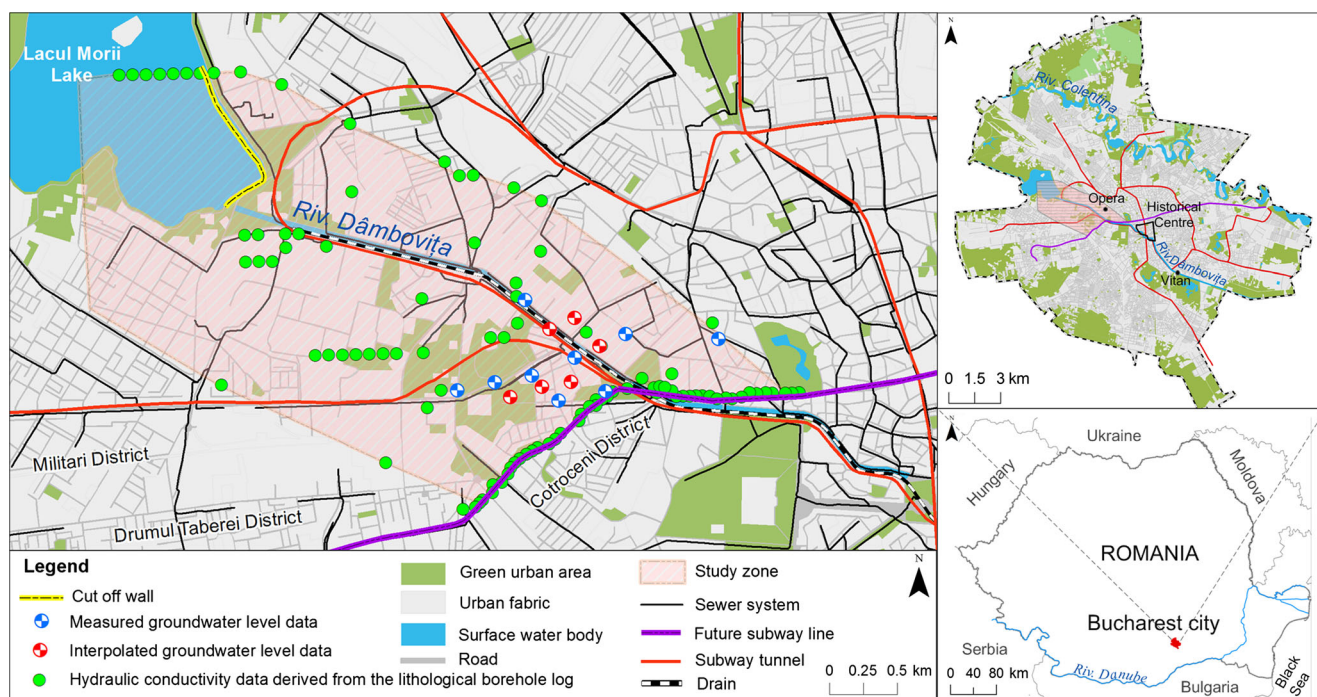 Lacul Morii
Lake
Riv. Dâmbovița
Militari District
Drumul Taberei District
Cotroceni District
Legend
Cut off wall
Measured groundwater level data
Interpolated groundwater level data
Hydraulic conductivity data derived from the lithological borehole log
Green urban area
Urban fabric
Surface water body
Road
Study zone
Sewer system
Future subway line
Subway tunnel
Drain
N
0 0.25 0.5 km
N
Riv. Colentina
Opera
Historical
Centre
Riv.Dâmbovita
Vitan
0 1.5 3 km
N
Ukraine
Hungary
Moldova
ROMANIA
Bucharest city
Serbia
Riv. Danube
Bulgaria
Black
Sea
0 40 80 km